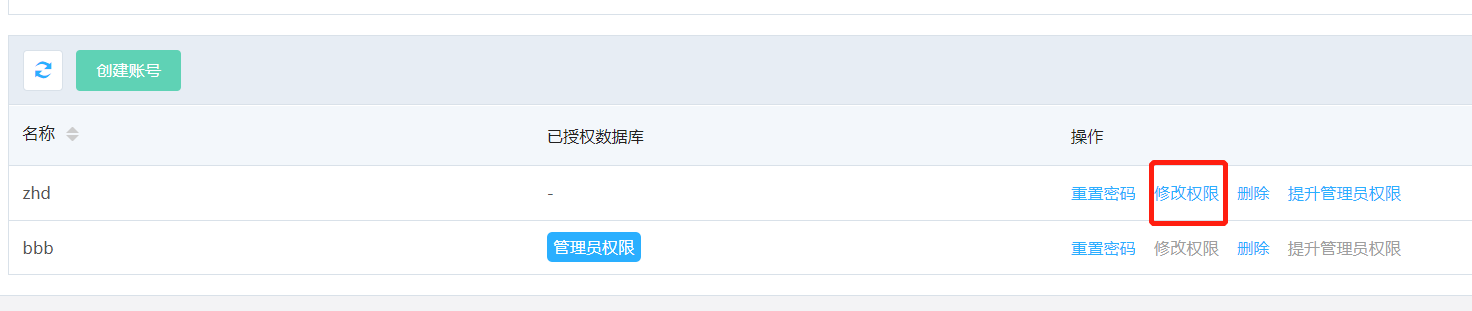 创建账号
名称 已授权数据库 操作
zhd - 重置密码 修改权限 删除 提升管理员权限
bbb 管理员权限 重置密码 修改权限 删除 提升管理员权限